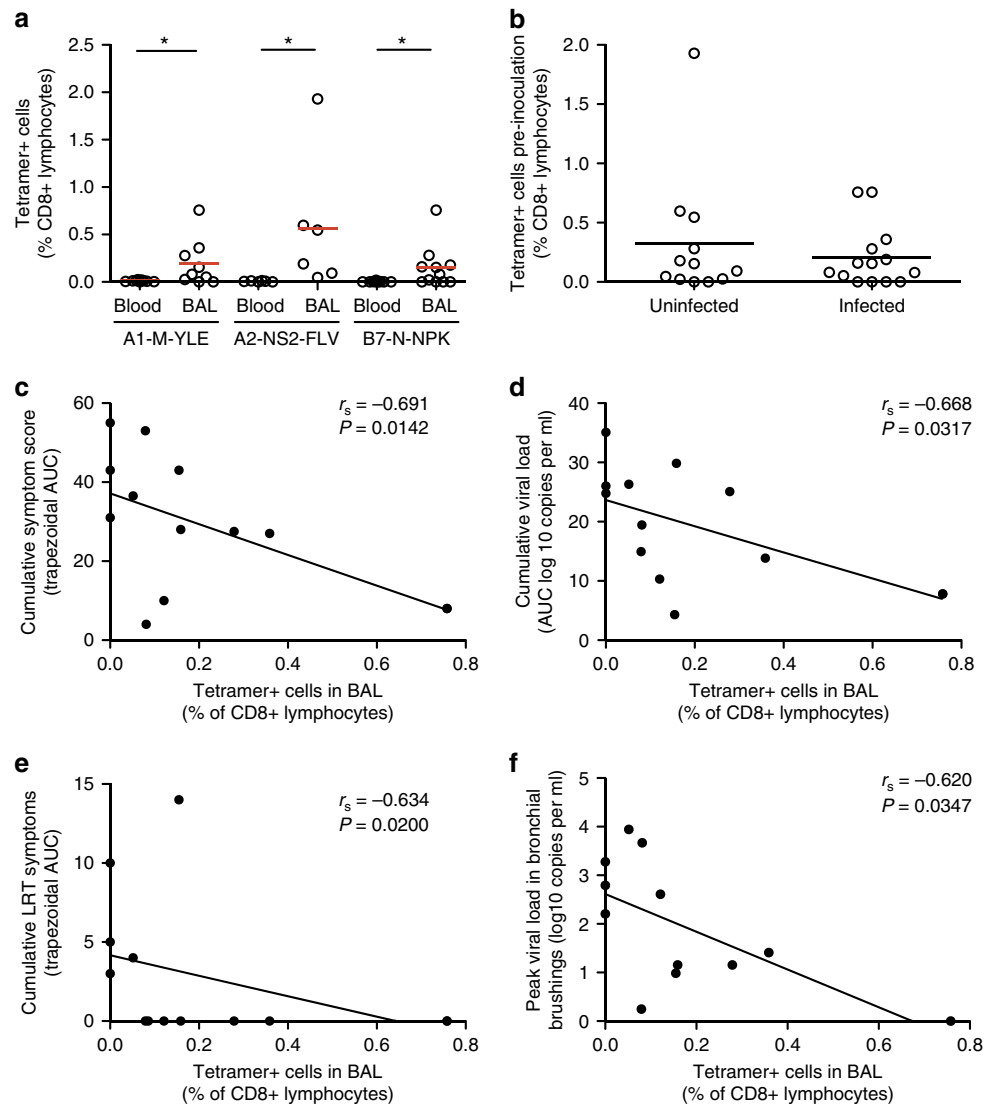 a
Tetramer+ cells
(% CD8+ lymphocytes)
2.5
2.0
1.5
1.0
0.5
0.0
*
*
*
Blood BAL Blood BAL Blood BAL
A1-M-YLE A2-NS2-FLV B7-N-NPK
b
Tetramer+ cells pre-inoculation
(% CD8+ lymphocytes)
2.0
1.5
1.0
0.5
0.0
Uninfected Infected
c
Cumulative symptom score
(trapezoidal AUC)
60
40
20
0
rs = –0.691
P = 0.0142
0.0 0.2 0.4 0.6 0.8
Tetramer+ cells in BAL
(% of CD8+ lymphocytes)
d
Cumulative viral load
(AUC log 10 copies per ml)
40
30
20
10
0
rs = –0.668
P = 0.0317
0.0 0.2 0.4 0.6 0.8
Tetramer+ cells in BAL
(% of CD8+ lymphocytes)
e
Cumulative LRT symptoms
(trapezoidal AUC)
15
10
5
0
rs = –0.634
P = 0.0200
0.0 0.2 0.4 0.6 0.8
Tetramer+ cells in BAL
(% of CD8+ lymphocytes)
f
Peak viral load in bronchial
brushings (log10 copies per ml)
5
4
3
2
1
0
rs = –0.620
P = 0.0347
0.0 0.2 0.4 0.6 0.8
Tetramer+ cells in BAL
(% of CD8+ lymphocytes)